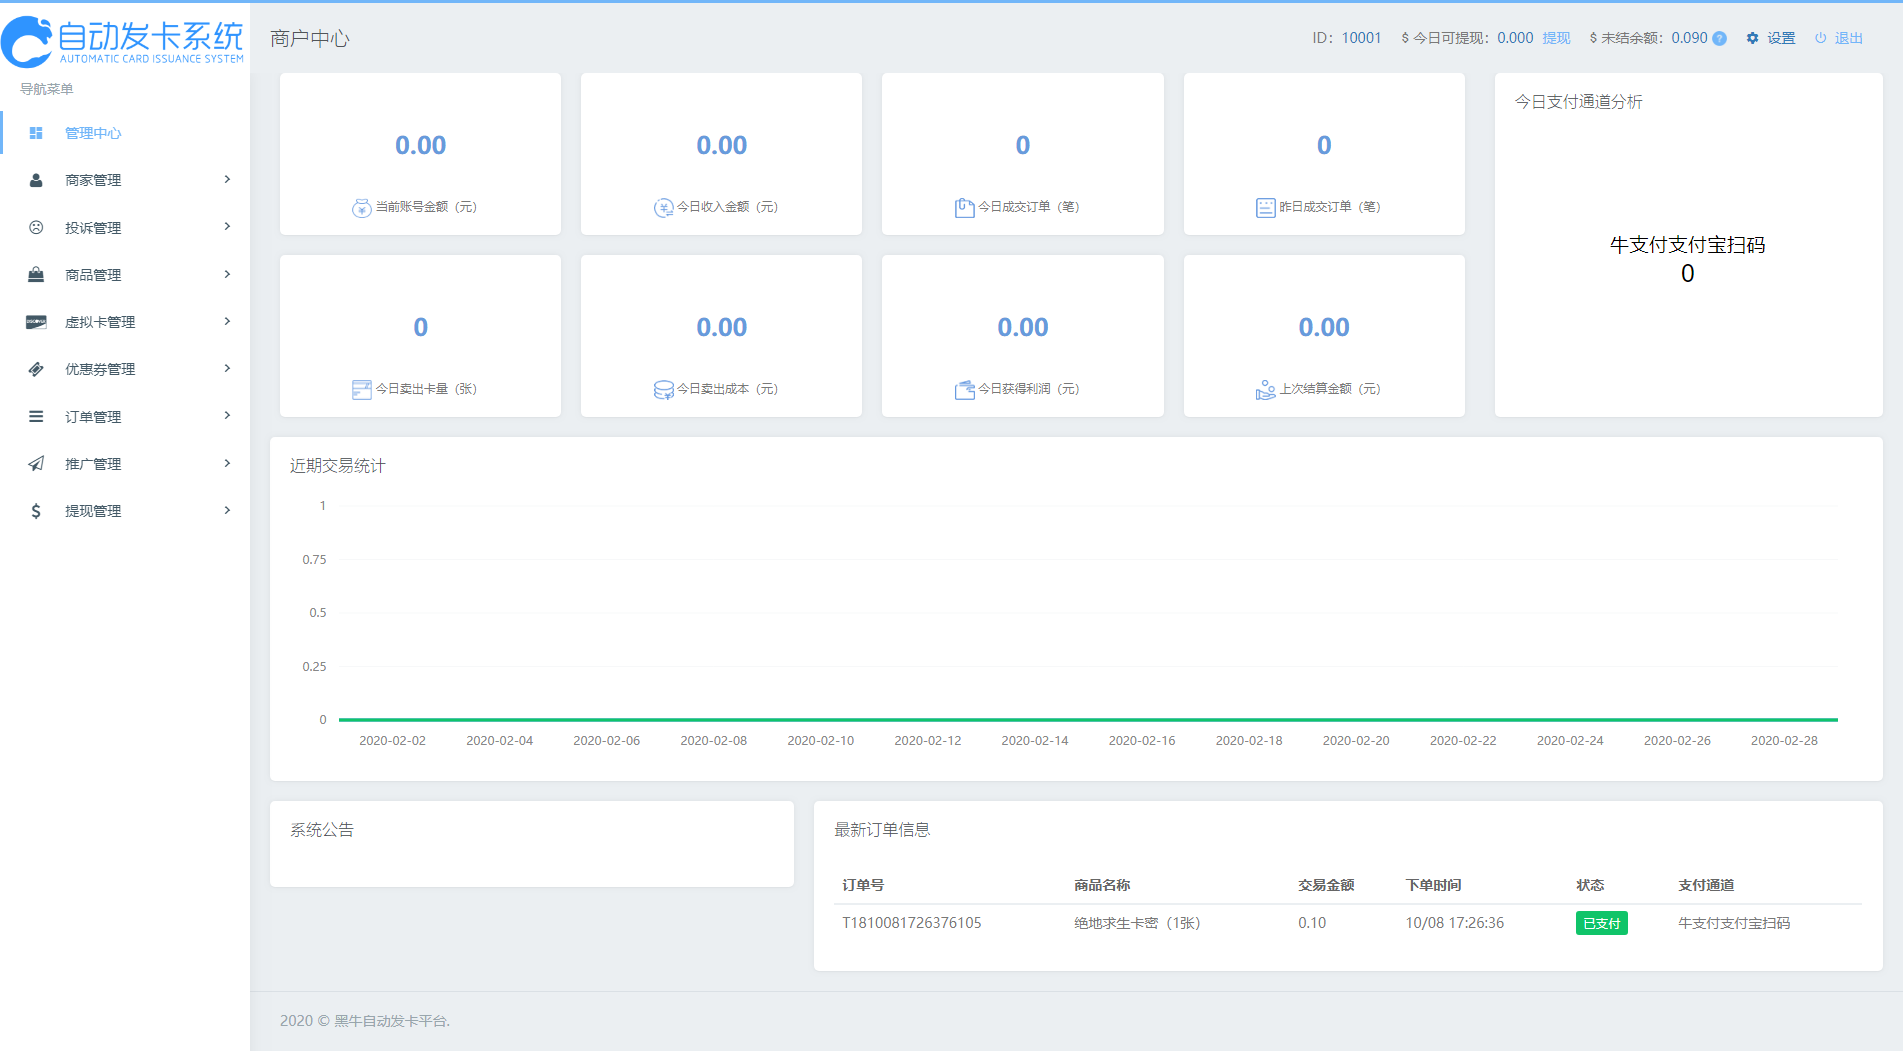 自动发卡系统
AUTOMATIC CARD ISSUANCE SYSTEM
导航菜单
管理中心
商家管理
投诉管理
商品管理
虚拟卡管理
优惠券管理
订单管理
推广管理
提现管理
商户中心
ID：10001 $ 今日可提现：0.000 提现 $ 未结余额：0.090 设置 退出
0.00
当前账号金额（元）
0.00
今日收入金额（元）
0
今日成交订单（笔）
0
昨日成交订单（笔）
0
今日卖出卡量（张）
0.00
今日卖出成本（元）
0.00
今日获得利润（元）
0.00
上次结算金额（元）
今日支付通道分析
牛支付支付宝扫码
0
近期交易统计
1
0.75
0.5
0.25
0
2020-02-02 2020-02-04 2020-02-06 2020-02-08 2020-02-10 2020-02-12 2020-02-14 2020-02-16 2020-02-18 2020-02-20 2020-02-22 2020-02-24 2020-02-26 2020-02-28
系统公告
最新订单信息
订单号 商品名称 交易金额 下单时间 状态 支付通道
T1810081726376105 绝地求生卡密（1张） 0.10 10/08 17:26:36 已支付 牛支付支付宝扫码
2020 © 黑牛自动发卡平台.